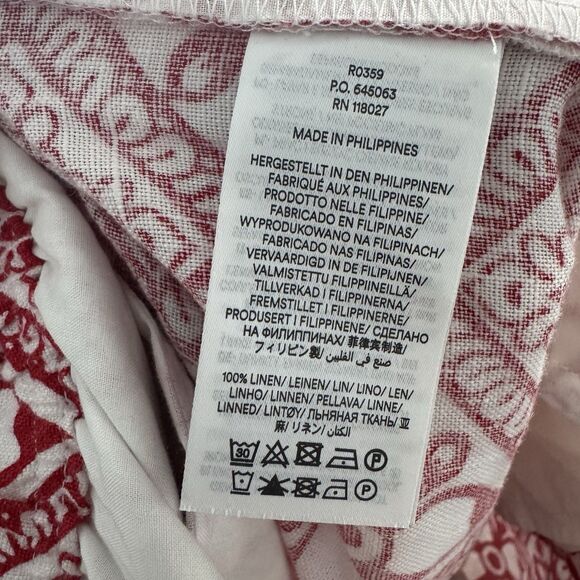 R0359
P.O. 645063
RN 118027
MADE IN PHILIPPINES
HERGESTELLT IN DEN PHILIPPINEN/
FABRIQUÉ AUX PHILIPPINES/
PRODOTTO NELLE FILIPPINE/
FABRICADO EN FILIPINAS/
WYPRODUKOWANO NA FILIPINACH/
FABRICADO NAS FILIPINAS/
VERVAARDIGD IN DE FILIPIJNEN/
VALMISTETTU FILIPPIINEILLÄ/
TILLVERKAD I FILIPPINERNA/
FREMSTILLET I FILIPPINERNE/
PRODUSERT I FILIPPINENE/СДЕЛАНО
НА ФИЛИППИНАХ/菲律宾制造/
フィリピン製/ صنع في الفلبين
100% LINEN/LEINEN/LIN/LINO/LEN/
LINHO/LINNEN/PELLAVA/LINNE/
LINNED/LINTØY/ЛЬНЯНАЯ ТКАНЬ/亚
麻/リネン/ الكتان
30 P